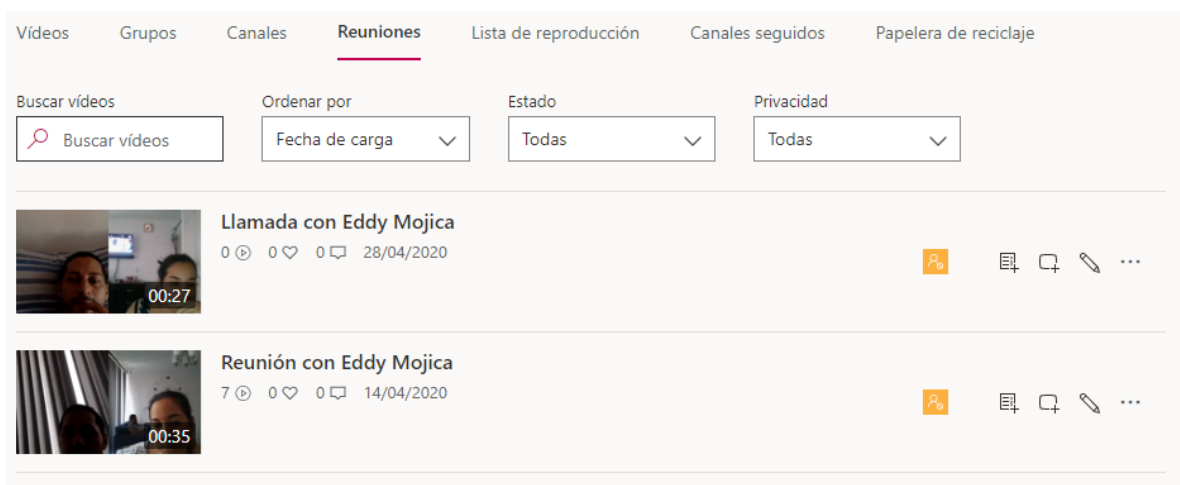 Vídeos Grupos Canales Reuniones Lista de reproducción Canales seguidos Papelera de reciclaje
Buscar vídeos Ordenar por Estado Privacidad
Buscar vídeos Fecha de carga Todas Todas
Llamada con Eddy Mojica
0 0 0 28/04/2020
00:27
Reunión con Eddy Mojica
7 0 0 14/04/2020
00:35